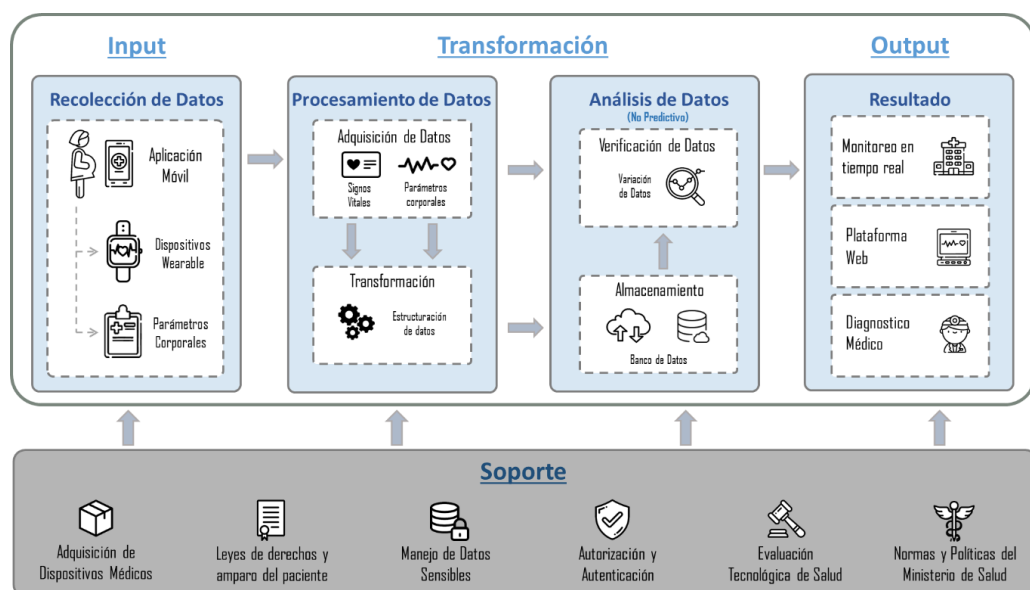 Input
Transformación
Output
Recolección de Datos
Aplicación
Móvil
Dispositivos
Wearable
Parámetros
Corporales
Procesamiento de Datos
Adquisición de Datos
Signos
Vitales
Parámetros
corporales
Transformación
Estructuración
de datos
Análisis de Datos
(No Predictivo)
Verificación de Datos
Variación
de Datos
Almacenamiento
Banco de Datos
Resultado
Monitoreo en
tiempo real
Plataforma
Web
Diagnostico
Médico
Soporte
Adquisición de
Dispositivos Médicos
Leyes de derechos y
amparo del paciente
Manejo de Datos
Sensibles
Autorización y
Autenticación
Evaluación
Tecnológica de Salud
Normas y Políticas del
Ministerio de Salud